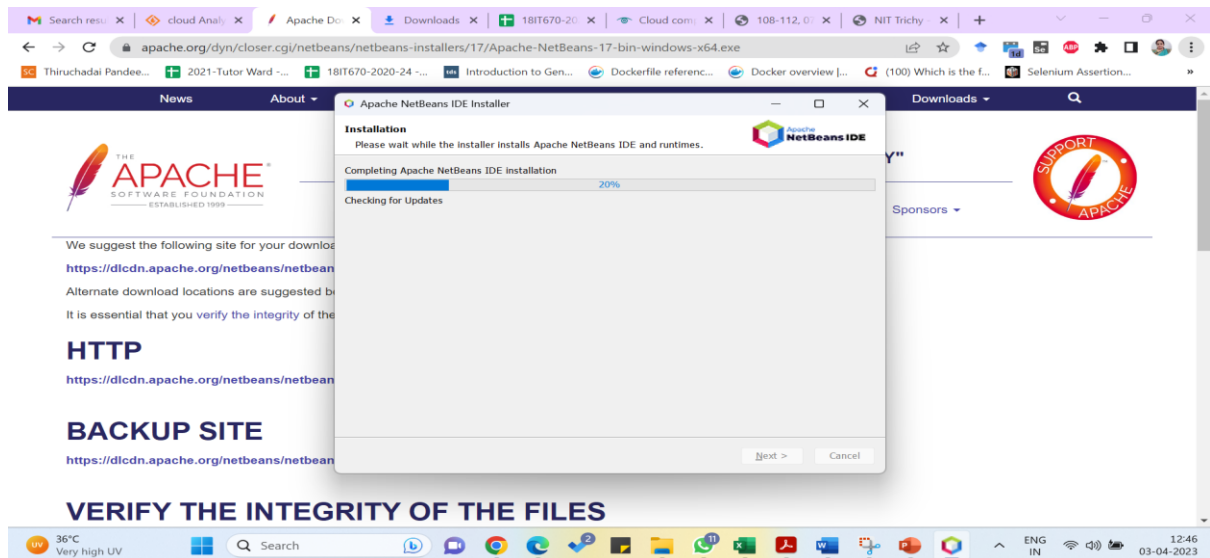 Search resu
cloud Analy
Apache Do
Downloads
18IT670-20
Cloud com
108-112, 0
NIT Trichy
apache.org/dyn/closer.cgi/netbeans/netbeans-installers/17/Apache-NetBeans-17-bin-windows-x64.exe
Thiruchadai Pandee...
2021-Tutor Ward -...
18IT670-2020-24 -...
Introduction to Gen...
Dockerfile referenc...
Docker overview |...
(100) Which is the f...
Selenium Assertion...
»
News
About
Downloads
Apache NetBeans IDE Installer
Installation
Please wait while the installer installs Apache NetBeans IDE and runtimes.
Apache
NetBeans IDE
Completing Apache NetBeans IDE installation
20%
Checking for Updates
Next >
Cancel
THE
APACHE
SOFTWARE FOUNDATION
ESTABLISHED 1999
Y"
Sponsors
SUPPORT
APACHE
We suggest the following site for your downloa
https://dlcdn.apache.org/netbeans/netbean
Alternate download locations are suggested b
It is essential that you verify the integrity of the
HTTP
https://dlcdn.apache.org/netbeans/netbean
BACKUP SITE
https://dlcdn.apache.org/netbeans/netbean
VERIFY THE INTEGRITY OF THE FILES
UV
36°C
Very high UV
Search
ENG
IN
12:46
03-04-2023